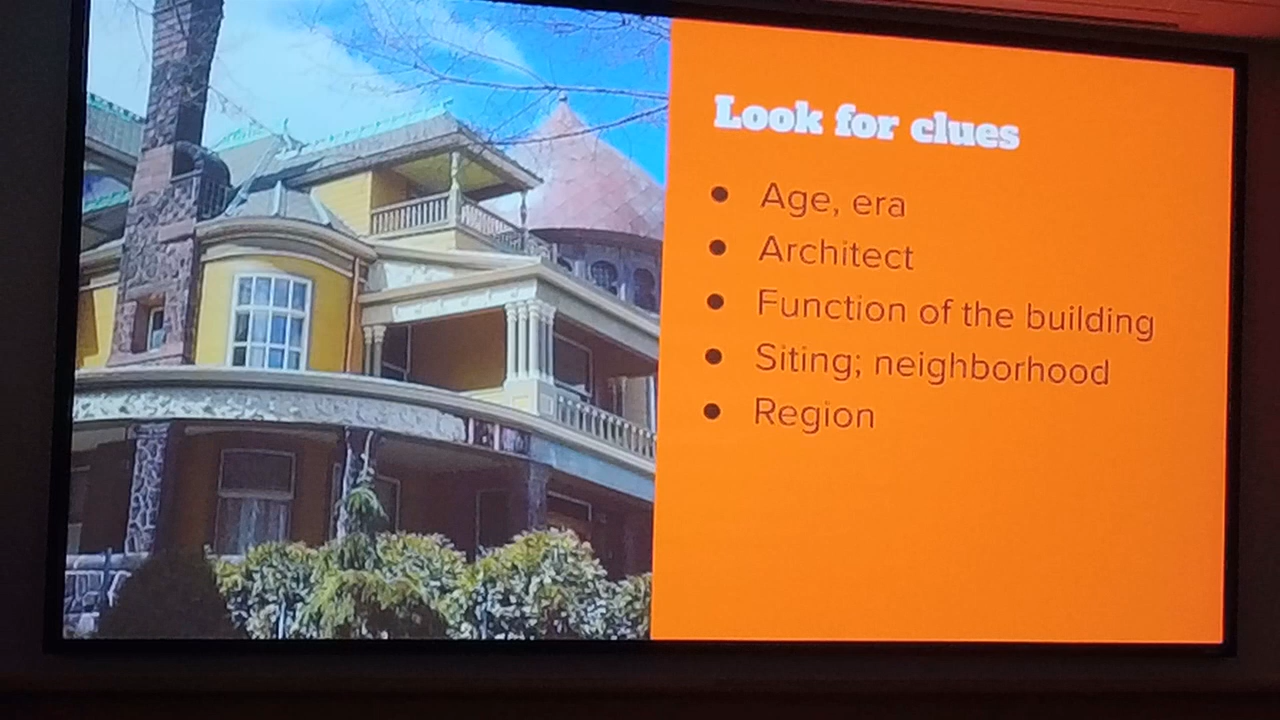 Look for clues
● Age, era
● Architect
● Function of the building
● Siting; neighborhood
● Region